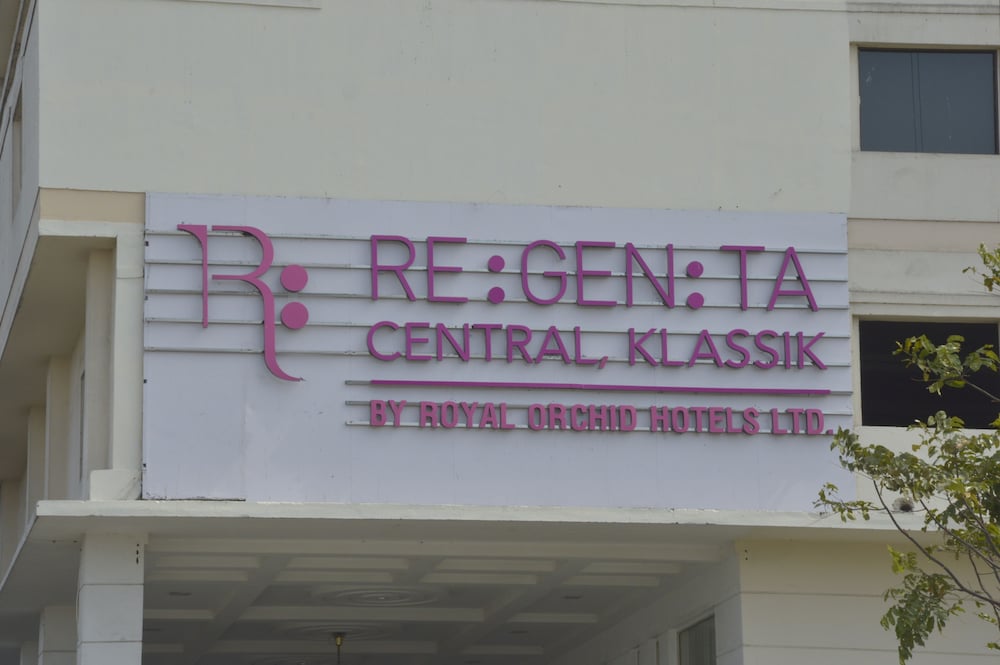 R:
RE:GEN:TA
CENTRAL, KLASSIK
BY ROYAL ORCHID HOTELS LTD.